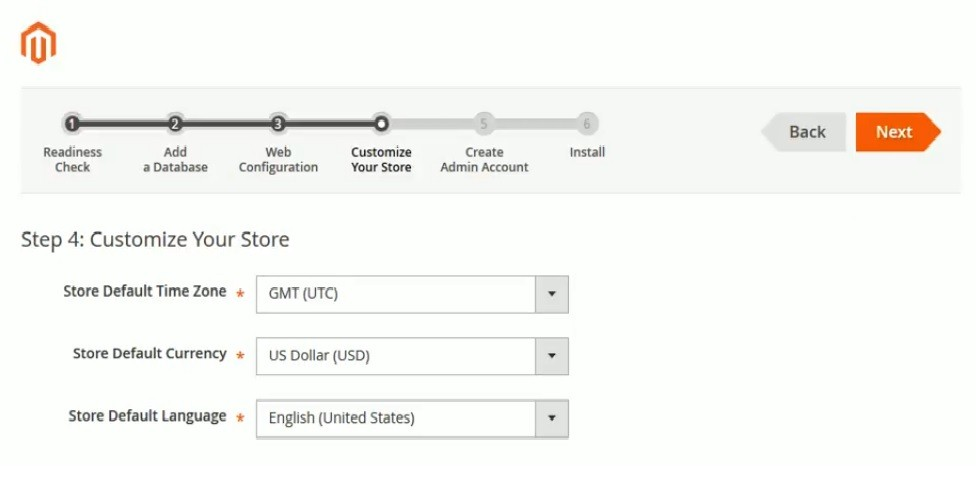 1 2 3 5 6
Readiness Check
Add a Database
Web Configuration
Customize Your Store
Create Admin Account
Install
Back
Next
Step 4: Customize Your Store
Store Default Time Zone * GMT (UTC)
Store Default Currency * US Dollar (USD)
Store Default Language * English (United States)